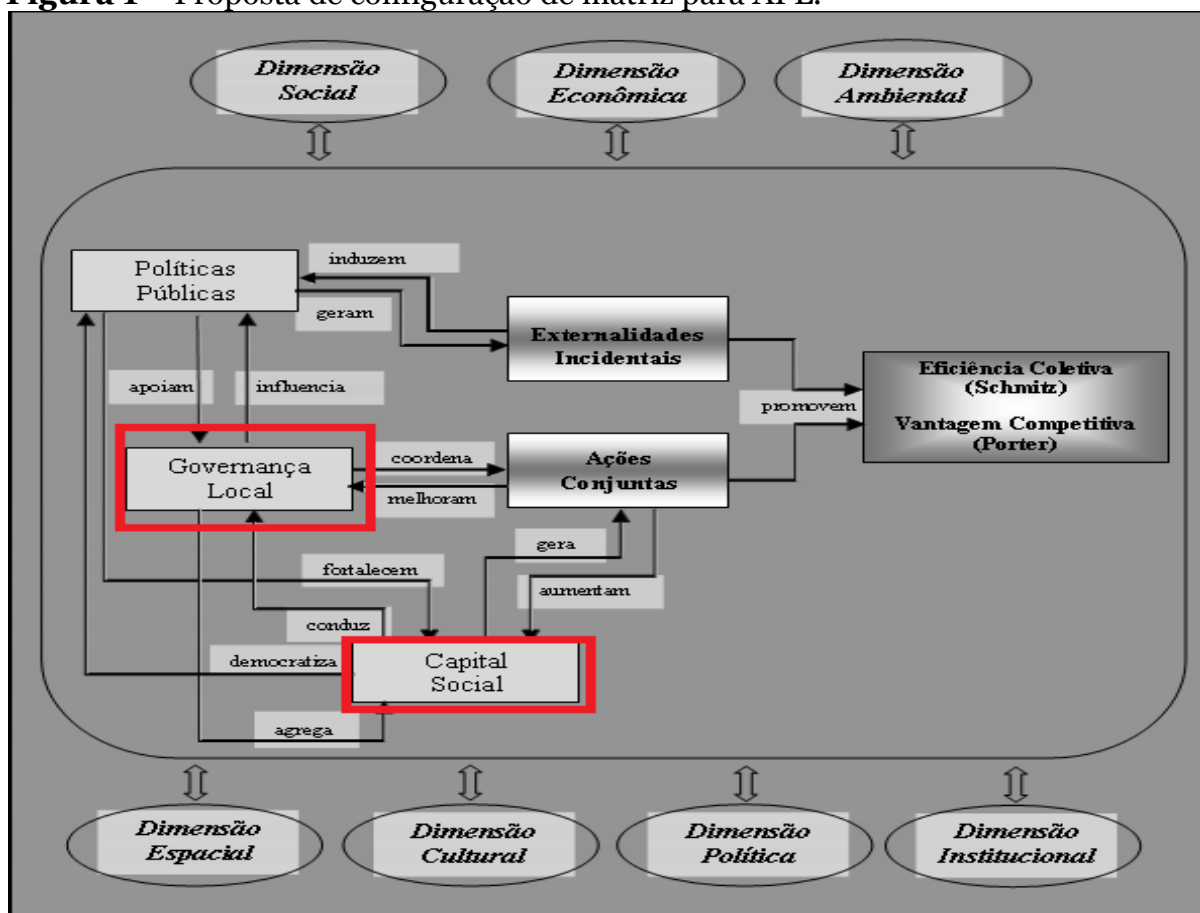 Figura 1 – Proposta de configuração de matriz para APL.
Dimensão
Social
Dimensão
Econômica
Dimensão
Ambiental
Políticas
Públicas
induzem
geram
Externalidades
Incidentais
Eficiência Coletiva
(Schmitz)
Vantagem Competitiva
(Porter)
apoiam
influencia
promovem
Governança
Local
coordena
melhoram
Ações
Conjuntas
gera
fortalecem
aumentam
conduz
democratiza
Capital
Social
agrega
Dimensão
Espacial
Dimensão
Cultural
Dimensão
Política
Dimensão
Institucional